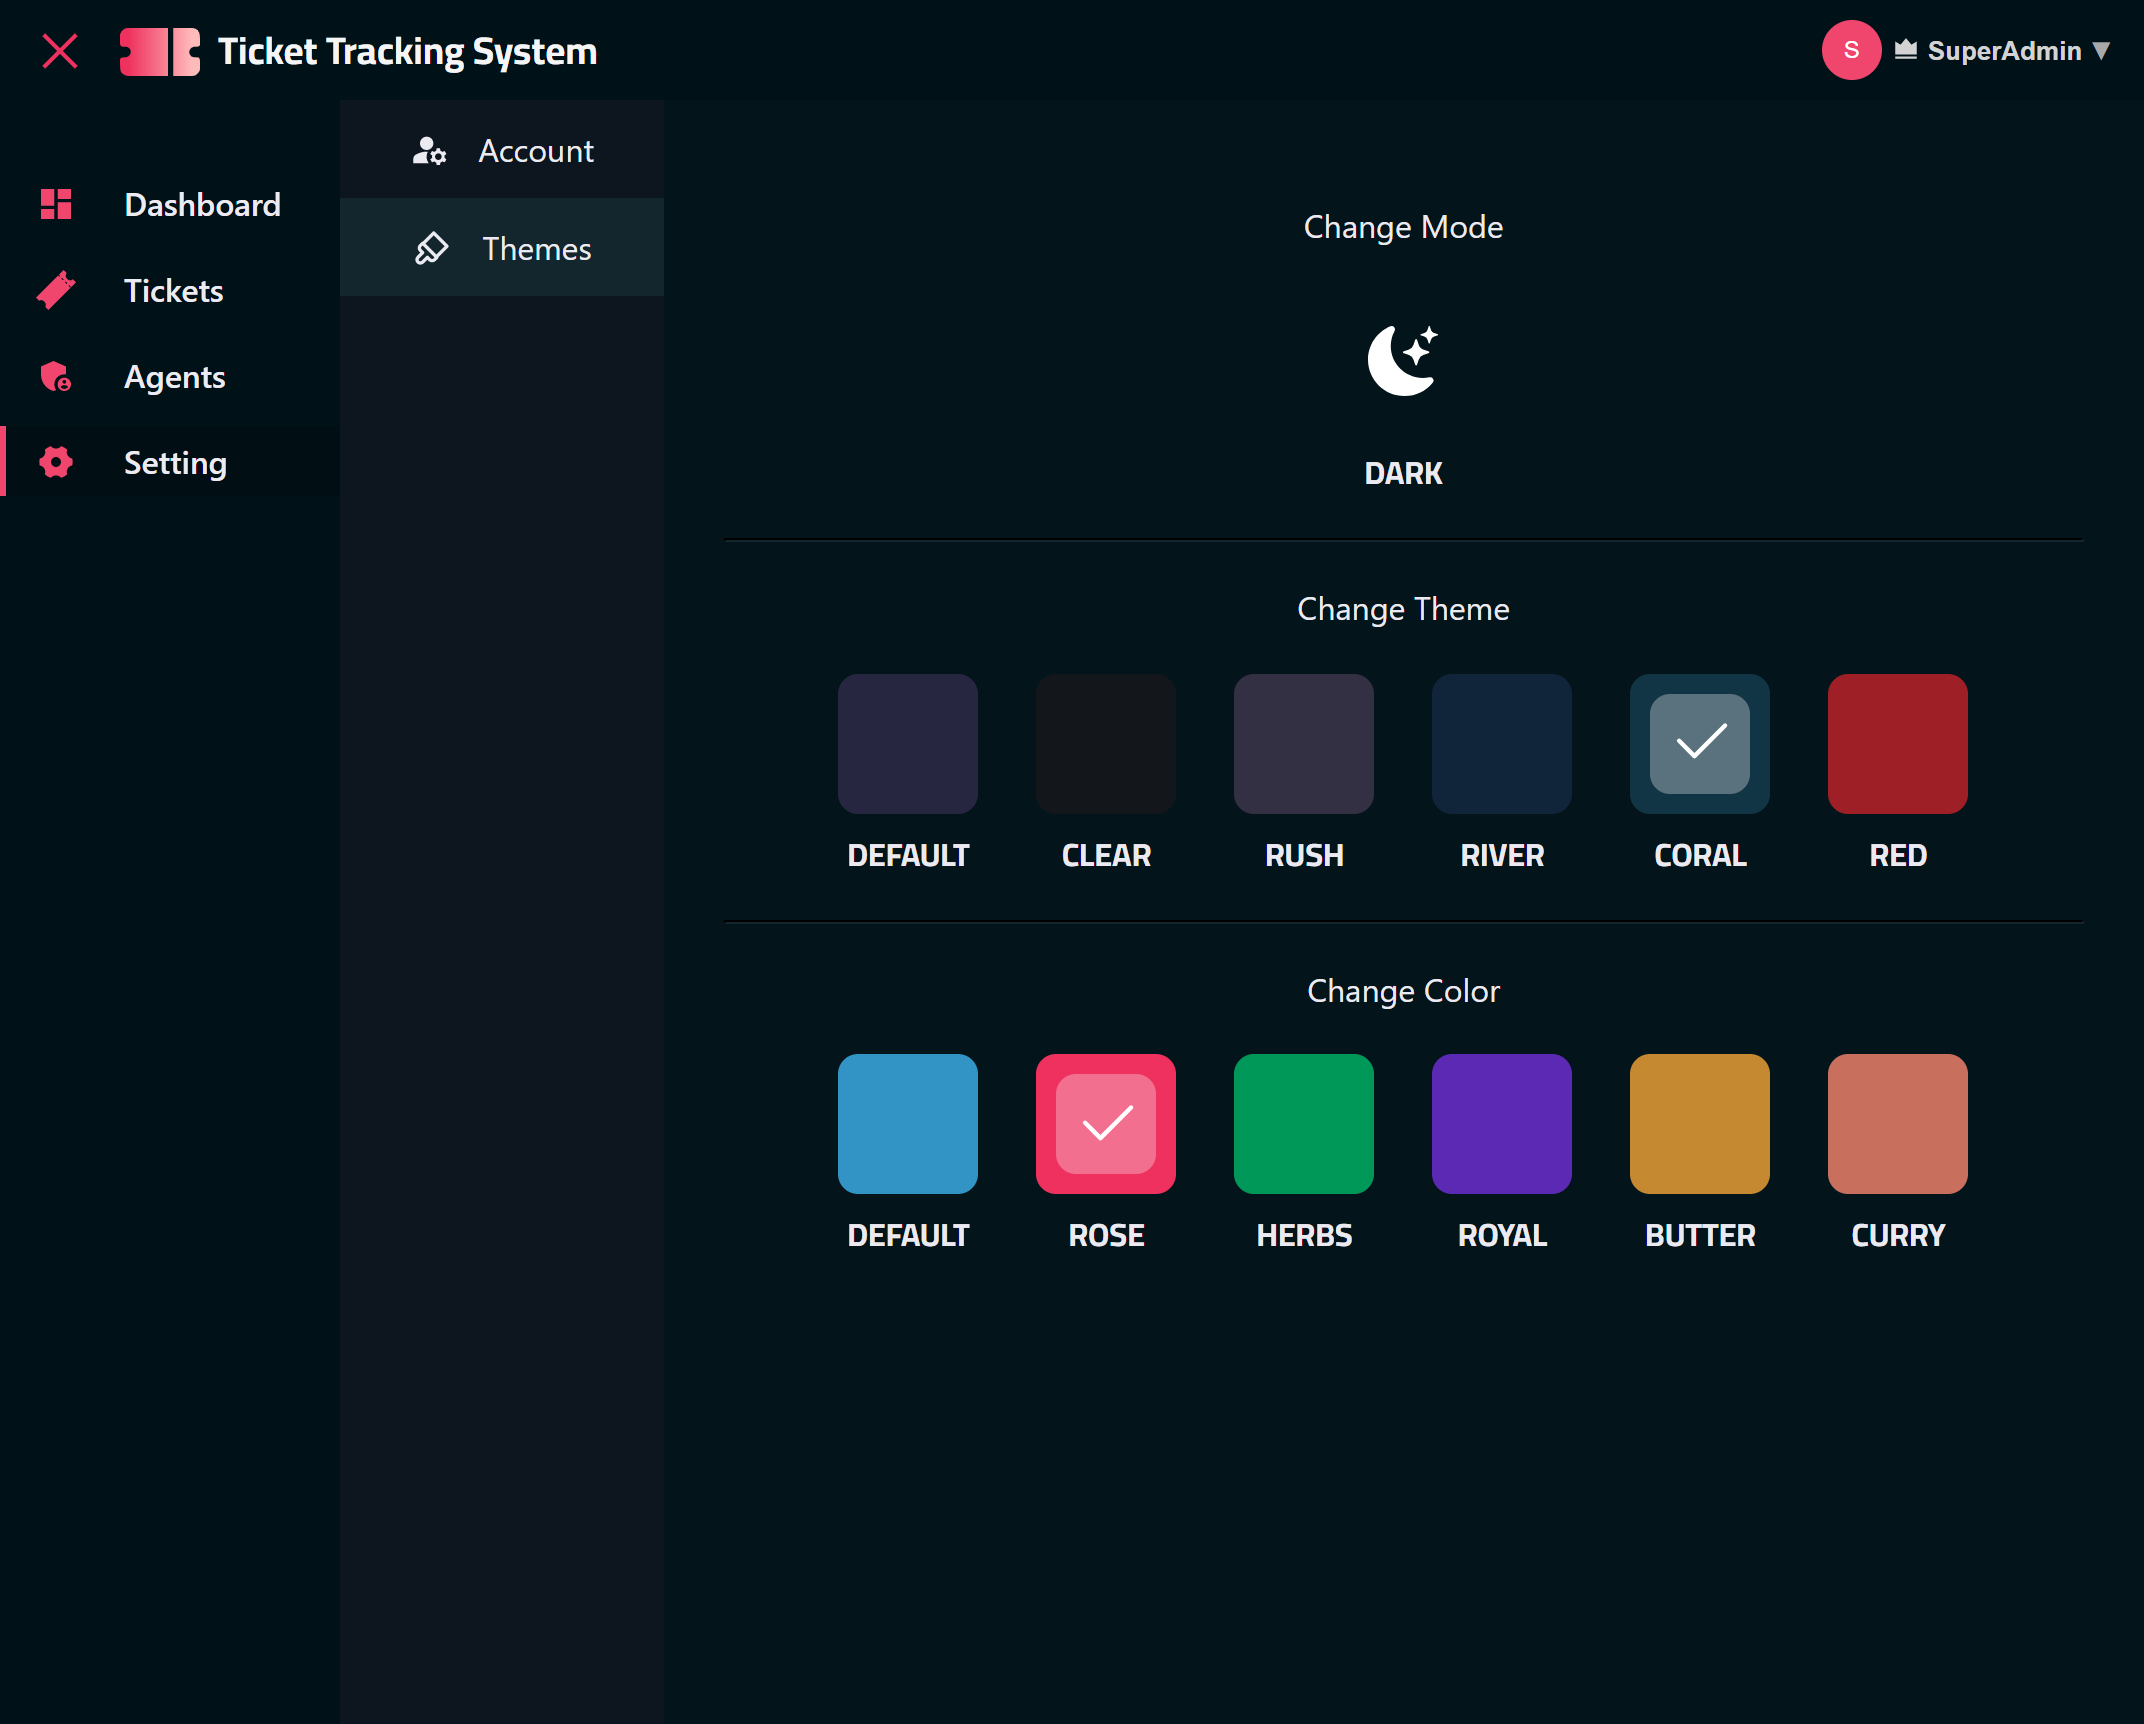 Ticket Tracking System
S
SuperAdmin ▼
Dashboard
Tickets
Agents
Setting
Account
Themes
Change Mode
DARK
Change Theme
DEFAULT
CLEAR
RUSH
RIVER
CORAL
RED
Change Color
DEFAULT
ROSE
HERBS
ROYAL
BUTTER
CURRY